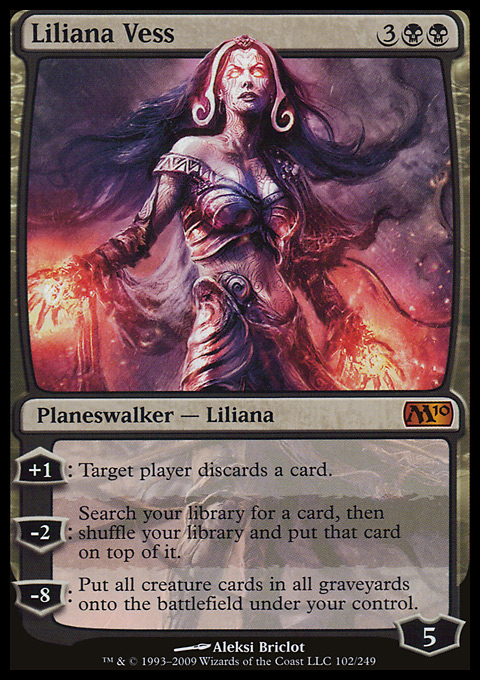 Liliana Vess 3
Planeswalker — Liliana M10
+1 : Target player discards a card.
-2 : Search your library for a card, then
shuffle your library and put that card
on top of it.
-8 : Put all creature cards in all graveyards
onto the battlefield under your control.
5
Aleksi Briclot
™ & © 1993–2009 Wizards of the Coast LLC 102/249